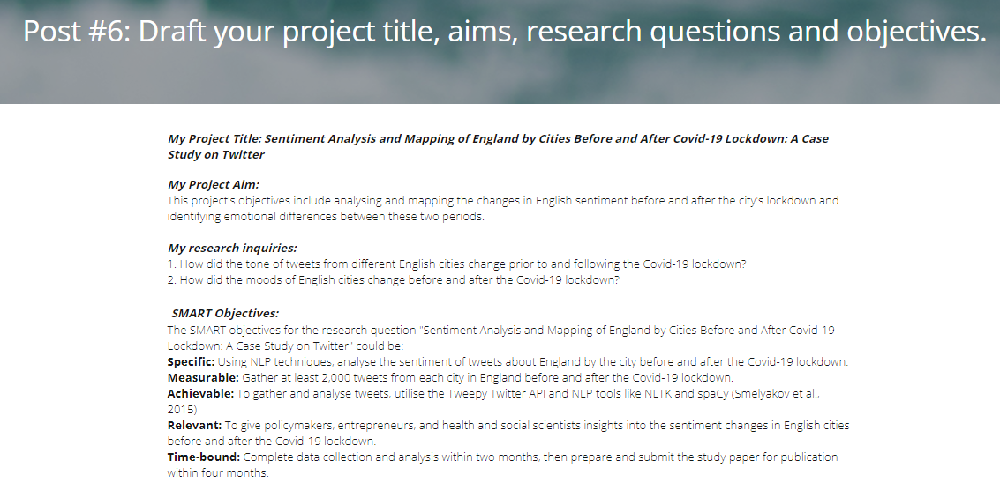 Post #6: Draft your project title, aims, research questions and objectives.
My Project Title: Sentiment Analysis and Mapping of England by Cities Before and After Covid-19 Lockdown: A Case
Study on Twitter
My Project Aim:
This project's objectives include analysing and mapping the changes in English sentiment before and after the city's lockdown and
identifying emotional differences between these two periods.
My research inquiries:
1. How did the tone of tweets from different English cities change prior to and following the Covid-19 lockdown?
2. How did the moods of English cities change before and after the Covid-19 lockdown?
SMART Objectives:
The SMART objectives for the research question "Sentiment Analysis and Mapping of England by Cities Before and After Covid-19
Lockdown: A Case Study on Twitter" could be:
Specific: Using NLP techniques, analyse the sentiment of tweets about England by the city before and after the Covid-19 lockdown.
Measurable: Gather at least 2,000 tweets from each city in England before and after the Covid-19 lockdown.
Achievable: To gather and analyse tweets, utilise the Tweepy Twitter API and NLP tools like NLTK and spaCy (Smelyakov et al.,
2015)
Relevant: To give policymakers, entrepreneurs, and health and social scientists insights into the sentiment changes in English cities
before and after the Covid-19 lockdown.
Time-bound: Complete data collection and analysis within two months, then prepare and submit the study paper for publication
within four months.